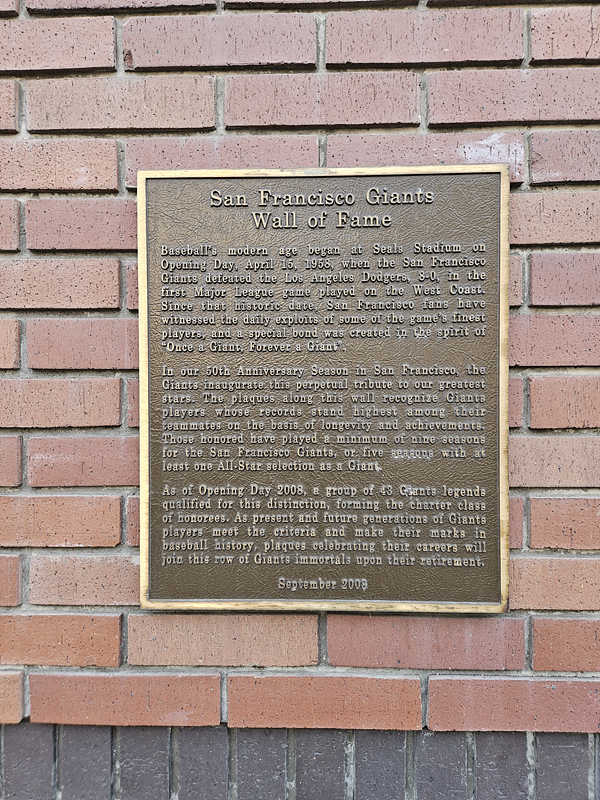 San Francisco Giants
Wall of Fame
Baseball's modern age began at Seals Stadium on
Opening Day, April 15, 1958, when the San Francisco
Giants defeated the Los Angeles Dodgers, 8-0, in the
first Major League game played on the West Coast.
Since that historic date, San Francisco fans have
witnessed the daily exploits of some of the game's finest
players, and a special bond was created in the spirit of
"Once a Giant, Forever a Giant".
In our 50th Anniversary Season in San Francisco, the
Giants inaugurate this perpetual tribute to our greatest
stars. The plaques along this wall recognize Giants
players whose records stand highest among their
teammates on the basis of longevity and achievements.
Those honored have played a minimum of nine seasons
for the San Francisco Giants, or five seasons with at
least one All-Star selection as a Giant.
As of Opening Day 2008, a group of 43 Giants legends
qualified for this distinction, forming the charter class
of honorees. As present and future generations of Giants
players meet the criteria and make their marks in
baseball history, plaques celebrating their careers will
join this row of Giants immortals upon their retirement.
September 2008